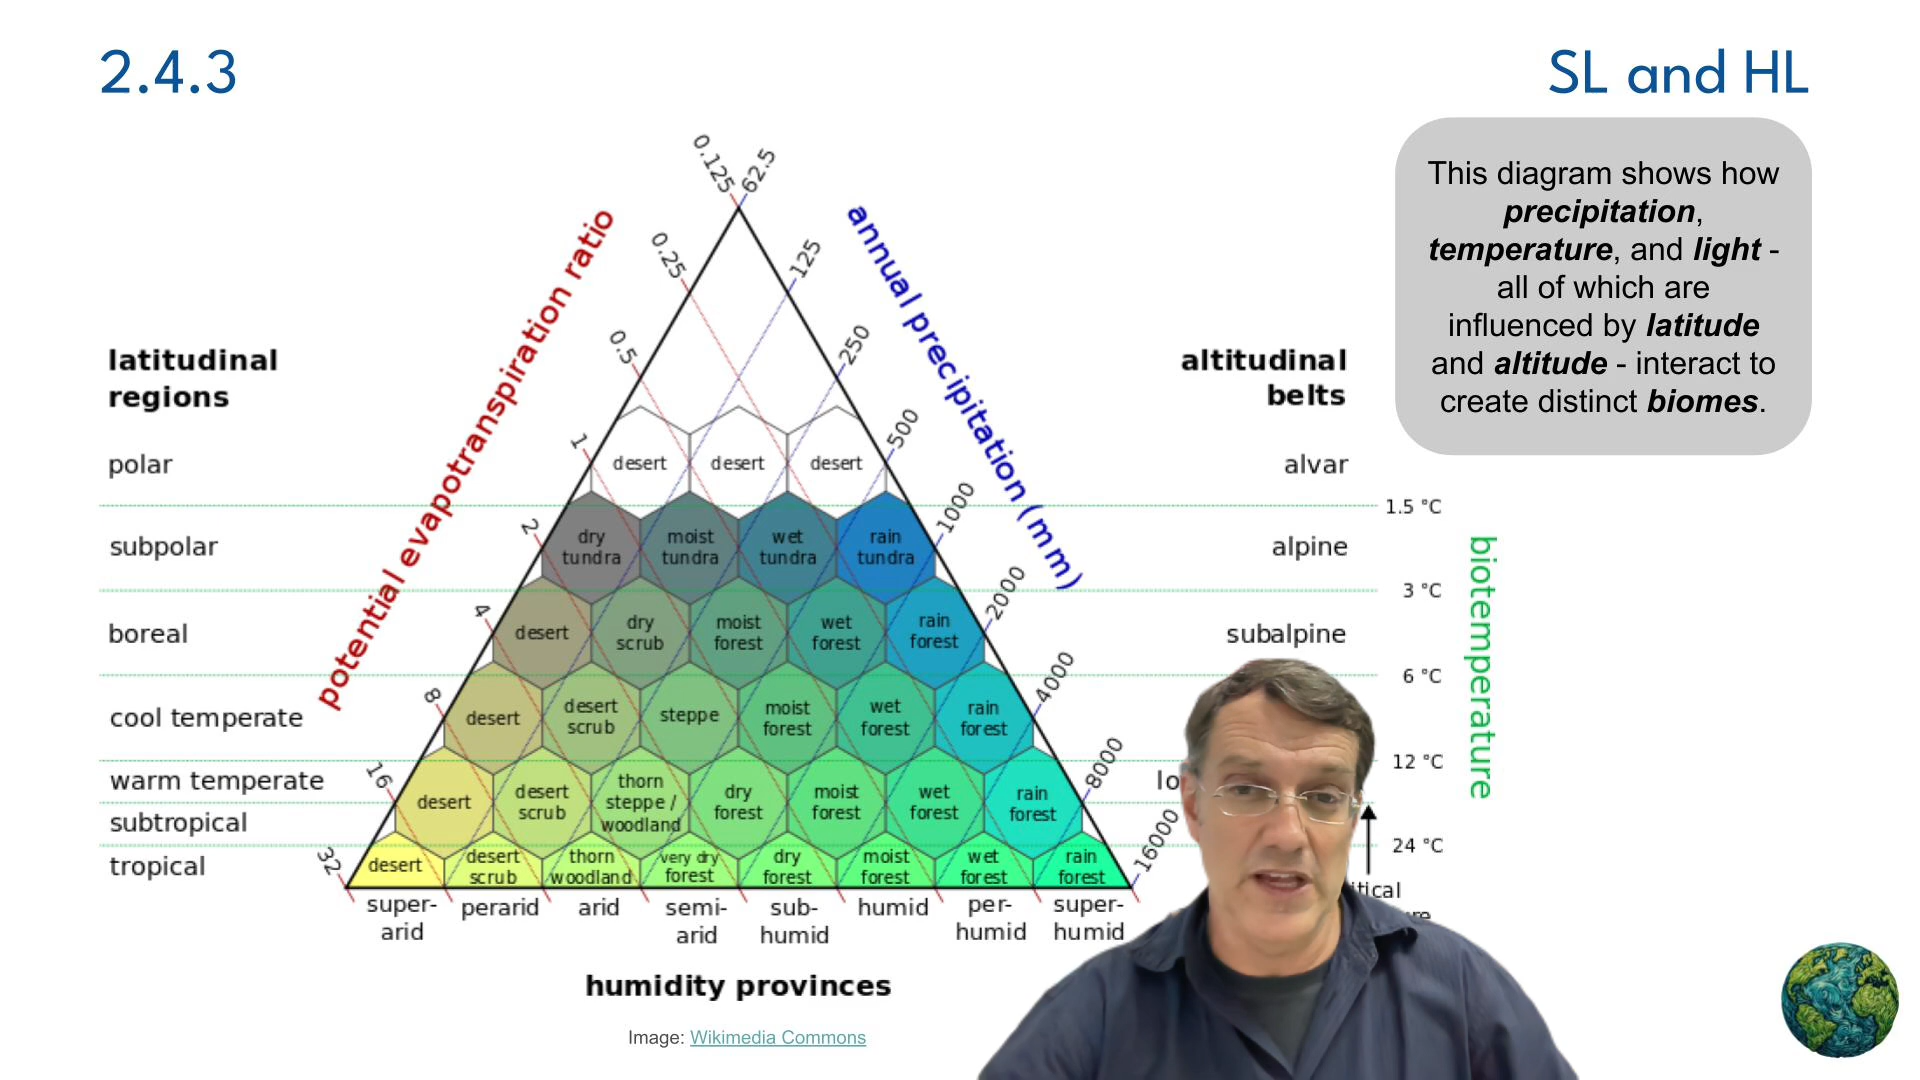 2.4.3
SL and HL
This diagram shows how
precipitation,
temperature, and light -
all of which are
influenced by latitude
and altitude - interact to
create distinct biomes.
0.125
62.5
0.25
125
0.5
250
1
500
2
1000
4
2000
8
4000
16
8000
32
16000
potential evapotranspiration ratio
annual precipitation (mm)
latitudinal
regions
polar
subpolar
boreal
cool temperate
warm temperate
subtropical
tropical
altitudinal
belts
alvar
alpine
subalpine
1.5 °C
3 °C
6 °C
12 °C
24 °C
biotemperature
desert
desert
desert
dry
tundra
moist
tundra
wet
tundra
rain
tundra
desert
dry
scrub
moist
forest
wet
forest
rain
forest
desert
desert
scrub
steppe
moist
forest
wet
forest
rain
forest
desert
desert
scrub
thorn
steppe /
woodland
dry
forest
moist
forest
wet
forest
rain
forest
desert
desert
scrub
thorn
woodland
very dry
forest
dry
forest
moist
forest
wet
forest
rain
forest
super-
arid
perarid
arid
semi-
arid
sub-
humid
humid
per-
humid
super-
humid
humidity provinces
Image: Wikimedia Commons